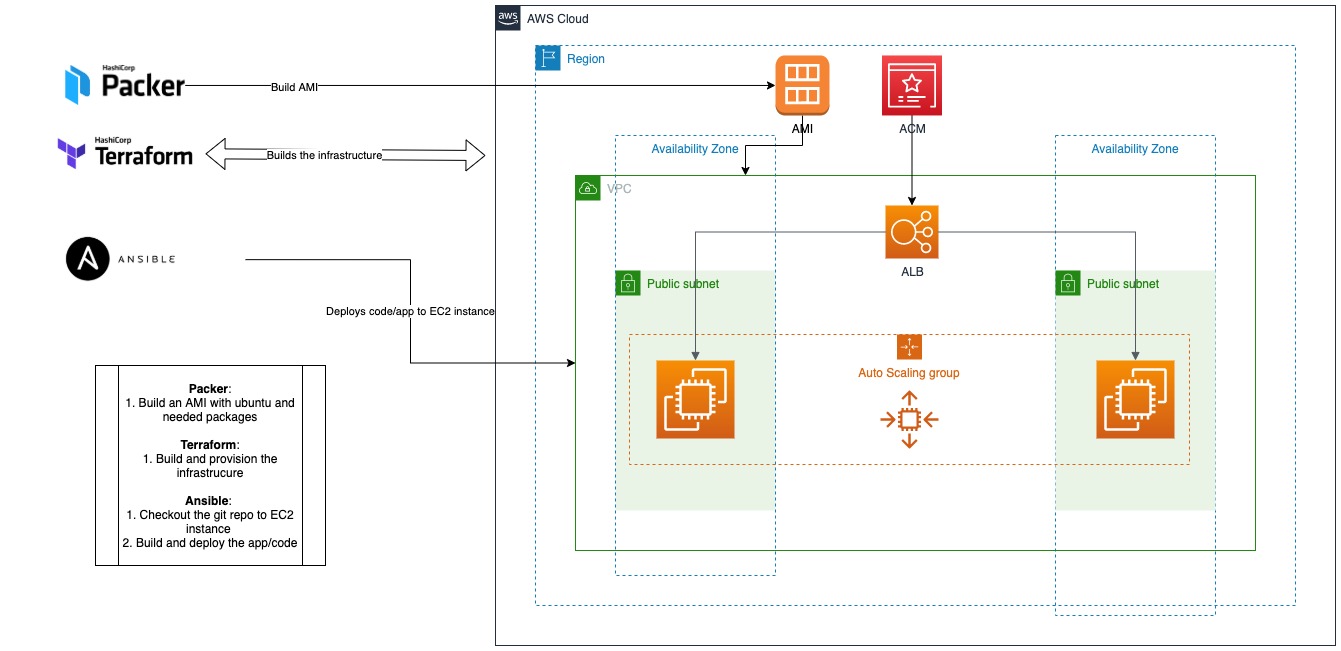 aws
AWS Cloud
Region
HashiCorp
Packer
Build AMI
AMI
ACM
HashiCorp
Terraform
Builds the infrastructure
Availability Zone
Availability Zone
VPC
ANSIBLE
ALB
Public subnet
Public subnet
Deploys code/app to EC2 instance
Auto Scaling group
Packer:
1. Build an AMI with ubuntu and
needed packages
Terraform:
1. Build and provision the
infrastrucure
Ansible:
1. Checkout the git repo to EC2
instance
2. Build and deploy the app/code